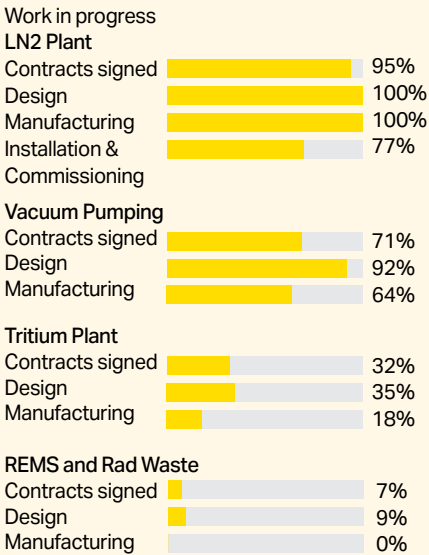 Work in progress
LN2 Plant
Contracts signed 95%
Design 100%
Manufacturing 100%
Installation & 77%
Commissioning
Vacuum Pumping
Contracts signed 71%
Design 92%
Manufacturing 64%
Tritium Plant
Contracts signed 32%
Design 35%
Manufacturing 18%
REMS and Rad Waste
Contracts signed 7%
Design 9%
Manufacturing 0%